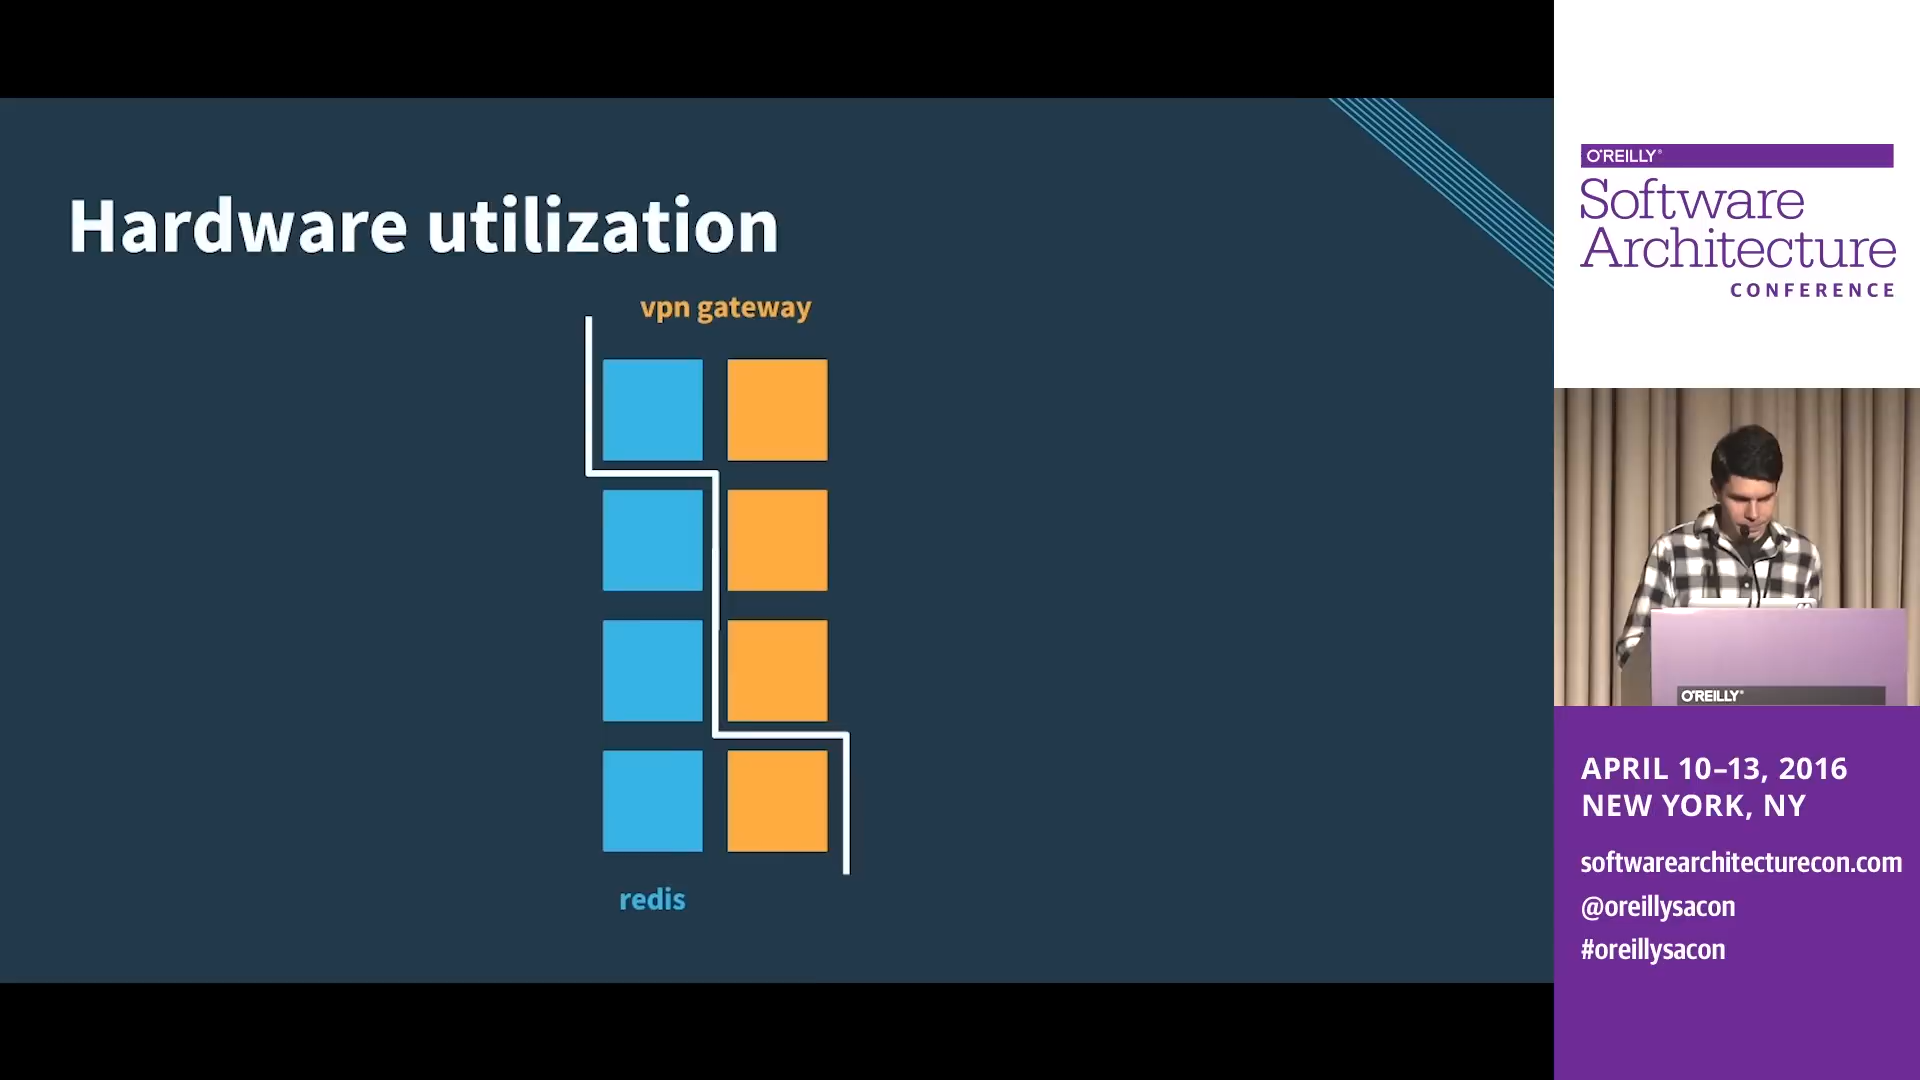 Hardware utilization
vpn gateway
redis
O'REILLY®
Software
Architecture
CONFERENCE
O'REILLY®
APRIL 10–13, 2016
NEW YORK, NY
softwarearchitecturecon.com
@oreillysacon
#oreillysacon